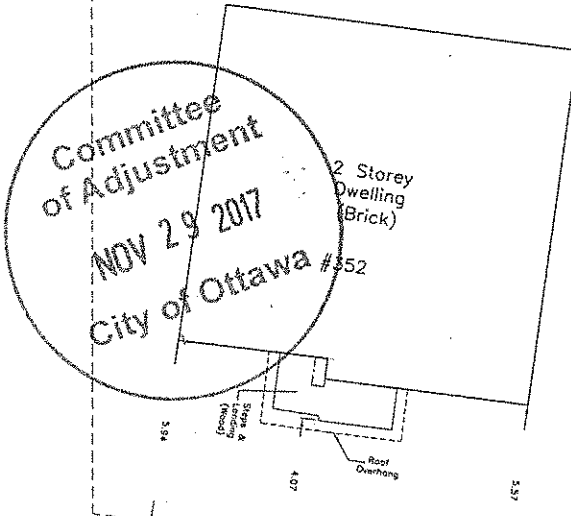 Committee
of Adjustment
NOV 29 2017
City of Ottawa
2 Storey
Dwelling
(Brick)
#352
Steps &
Landing
(Wood)
Roof
Overhang
5.94
4.07
5.57